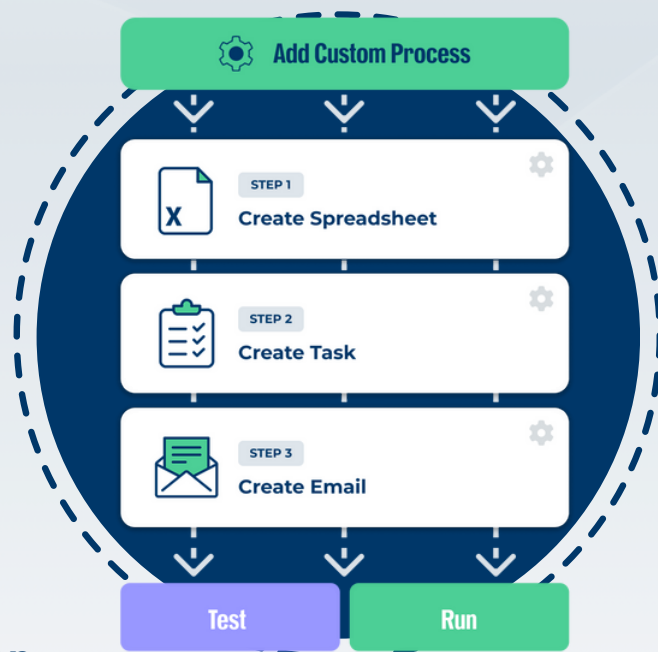 Add Custom Process
X
STEP 1
Create Spreadsheet
STEP 2
Create Task
STEP 3
Create Email
Test
Run